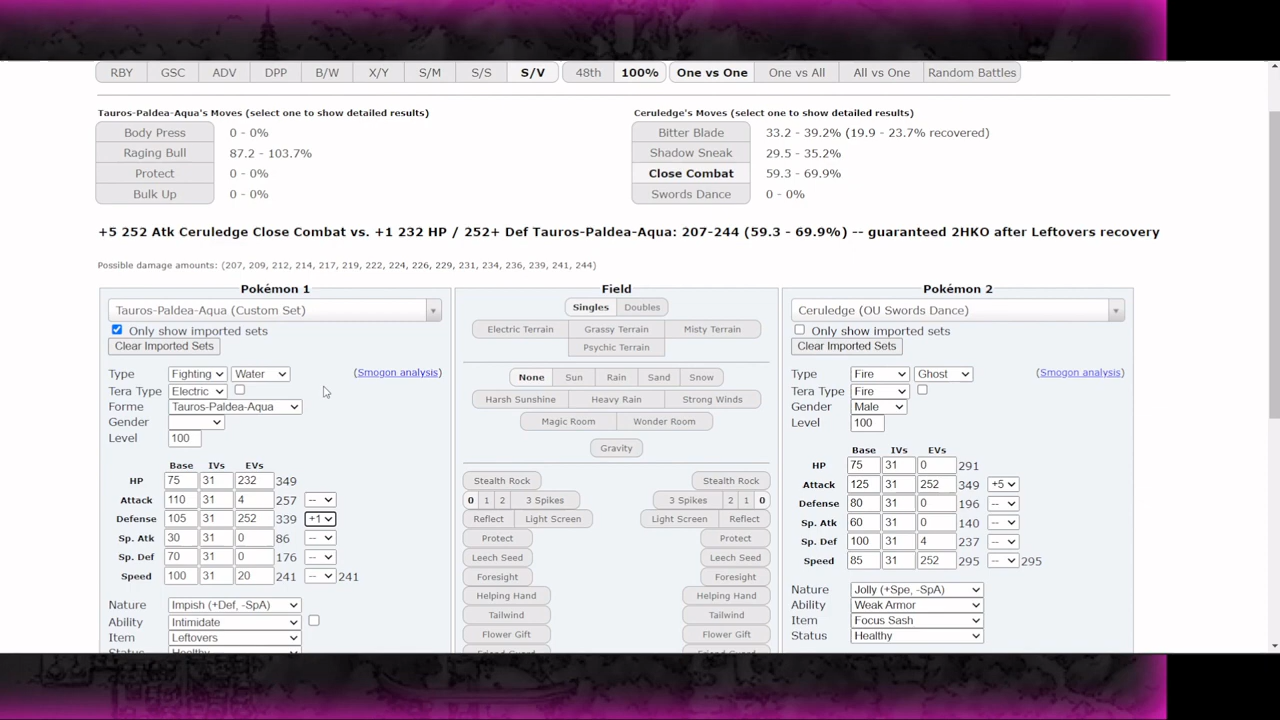 RBY GSC ADV DPP B/W X/Y S/M S/S S/V 48th 100% One vs One One vs All All vs One Random Battles
Tauros-Paldea-Aqua's Moves (select one to show detailed results)
Body Press 0 - 0%
Raging Bull 87.2 - 103.7%
Protect 0 - 0%
Bulk Up 0 - 0%
Ceruledge's Moves (select one to show detailed results)
Bitter Blade 33.2 - 39.2% (19.9 - 23.7% recovered)
Shadow Sneak 29.5 - 35.2%
Close Combat 59.3 - 69.9%
Swords Dance 0 - 0%
+5 252 Atk Ceruledge Close Combat vs. +1 232 HP / 252+ Def Tauros-Paldea-Aqua: 207-244 (59.3 - 69.9%) -- guaranteed 2HKO after Leftovers recovery
Possible damage amounts: (207, 209, 212, 214, 217, 219, 222, 224, 226, 229, 231, 234, 236, 239, 241, 244)
Pokémon 1
Tauros-Paldea-Aqua (Custom Set)
Only show imported sets
Clear Imported Sets
Type Fighting Water (Smogon analysis)
Tera Type Electric
Forme Tauros-Paldea-Aqua
Gender
Level 100
Base IVs EVs
HP 75 31 232 349
Attack 110 31 4 257 --
Defense 105 31 252 339 +1
Sp. Atk 30 31 0 86 --
Sp. Def 70 31 0 176 --
Speed 100 31 20 241 -- 241
Nature Impish (+Def, -SpA)
Ability Intimidate
Item Leftovers
Status Healthy
Field
Singles Doubles
Electric Terrain Grassy Terrain Misty Terrain
Psychic Terrain
None Sun Rain Sand Snow
Harsh Sunshine Heavy Rain Strong Winds
Magic Room Wonder Room
Gravity
Stealth Rock Stealth Rock
0 1 2 3 Spikes 3 Spikes 2 1 0
Reflect Light Screen Light Screen Reflect
Protect Protect
Leech Seed Leech Seed
Foresight Foresight
Helping Hand Helping Hand
Tailwind Tailwind
Flower Gift Flower Gift
Friend Guard Friend Guard
Pokémon 2
Ceruledge (OU Swords Dance)
Only show imported sets
Clear Imported Sets
Type Fire Ghost (Smogon analysis)
Tera Type Fire
Gender Male
Level 100
Base IVs EVs
HP 75 31 0 291
Attack 125 31 252 349 +5
Defense 80 31 0 196 --
Sp. Atk 60 31 0 140 --
Sp. Def 100 31 4 237 --
Speed 85 31 252 295 -- 295
Nature Jolly (+Spe, -SpA)
Ability Weak Armor
Item Focus Sash
Status Healthy